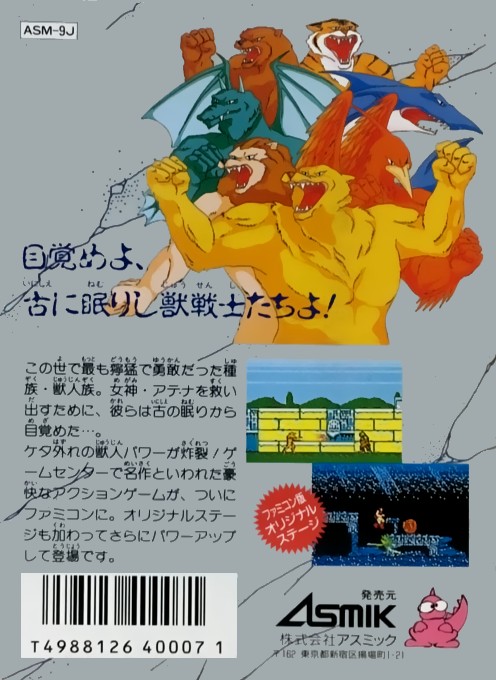 ASM-9J
目覚めよ、
古に眠りし獣戦士たちよ!
この世で最も獰猛で勇敢だった種
族・獣人族。女神・アテナを救い
出すために、彼らは古の眠りから
目覚めた…。
ケタ外れの獣人パワーが炸裂!ゲ
ームセンターで名作といわれた豪
快なアクションゲームが、ついに
ファミコンに。オリジナルステー
ジも加わってさらにパワーアップ
して登場です。
ファミコン版
オリジナル
ステージ
T4988126 40007 1
発売元
ASMIK
株式会社アスミック
〒162 東京都新宿区揚場町1-21